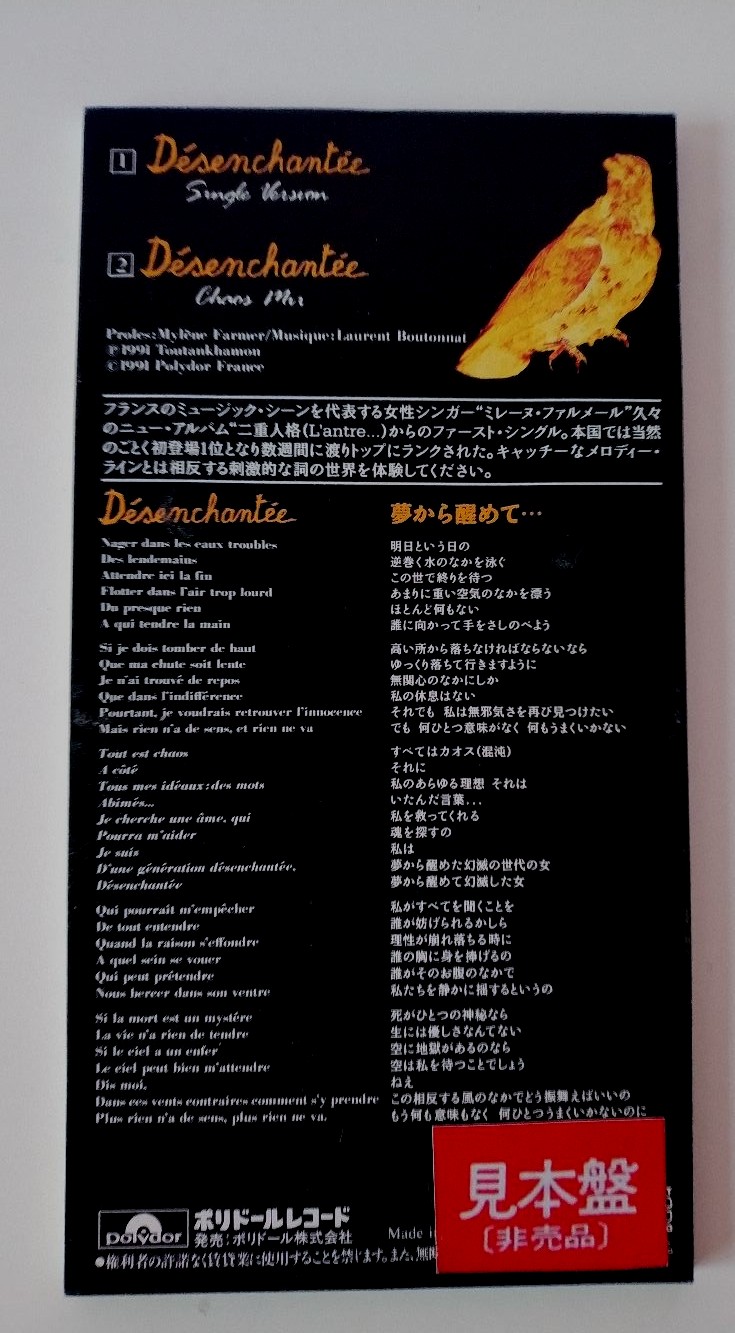 1 Désenchantée
Single Version
2 Désenchantée
Chaos Mix
Proles:Mylène Farmer/Musique:Laurent Boutonnat
℗1991 Toutankhamon
©1991 Polydor France
フランスのミュージック・シーンを代表する女性シンガー“ミレーヌ・ファルメール”久々
のニュー・アルバム“二重人格(L'antre...)からのファースト・シングル。本国では当然
のごとく初登場1位となり数週間に渡りトップにランクされた。キャッチーなメロディー・
ラインとは相反する刺激的な詞の世界を体験してください。
Désenchantée
Nager dans les eaux troubles
Des lendemains
Attendre ici la fin
Flotter dans l'air trop lourd
Du presque rien
A qui tendre la main
Si je dois tomber de haut
Que ma chute soit lente
Je n'ai trouvé de repos
Que dans l'indifférence
Pourtant, je voudrais retrouver l'innocence
Mais rien n'a de sens, et rien ne va
Tout est chaos
A côté
Tous mes idéaux:des mots
Abimés...
Je cherche une âme, qui
Pourra m'aider
Je suis
D'une génération désenchantée,
Désenchantée
Qui pourrait m'empêcher
De tout entendre
Quand la raison s'effondre
A quel sein se vouer
Qui peut prétendre
Nous bercer dans son ventre
Si la mort est un mystère
La vie n'a rien de tendre
Si le ciel a un enfer
Le ciel peut bien m'attendre
Dis moi,
Dans ces vents contraires comment s'y prendre
Plus rien n'a de sens, plus rien ne va.
夢から醒めて…
明日という日の
逆巻く水のなかを泳ぐ
この世で終りを待つ
あまりに重い空気のなかを漂う
ほとんど何もない
誰に向かって手をさしのべよう
高い所から落ちなければならないなら
ゆっくり落ちて行きますように
無関心のなかにしか
私の休息はない
それでも 私は無邪気さを再び見つけたい
でも 何ひとつ意味がなく 何もうまくいかない
すべてはカオス(混沌)
それに
私のあらゆる理想 それは
いたんだ言葉...
私を救ってくれる
魂を探すの
私は
夢から醒めた幻滅の世代の女
夢から醒めて幻滅した女
私がすべてを聞くことを
誰が妨げられるかしら
理性が崩れ落ちる時に
誰の胸に身を捧げるの
誰がそのお腹のなかで
私たちを静かに揺するというの
死がひとつの神秘なら
生には優しさなんてない
空に地獄があるのなら
空は私を待つことでしょう
ねえ
この相反する風のなかでどう振舞えばいいの
もう何も意味もなく 何ひとつうまくいかないのに
polydor
ポリドールレコード
発売:ポリドール株式会社
Made
見本盤
〔非売品〕
●権利者の許諾なく賃貸業に使用することを禁じます。また、無断